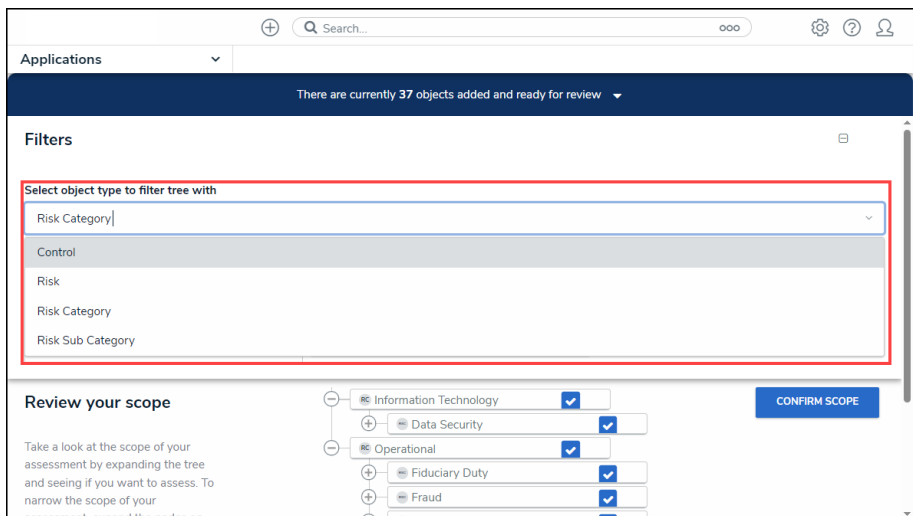 Search...
Applications
There are currently 37 objects added and ready for review
Filters
Select object type to filter tree with
Risk Category
Control
Risk
Risk Category
Risk Sub Category
Review your scope
Take a look at the scope of your
assessment by expanding the tree
and seeing if you want to assess. To
narrow the scope of your
RC Information Technology
Data Security
RC Operational
Fiduciary Duty
Fraud
CONFIRM SCOPE